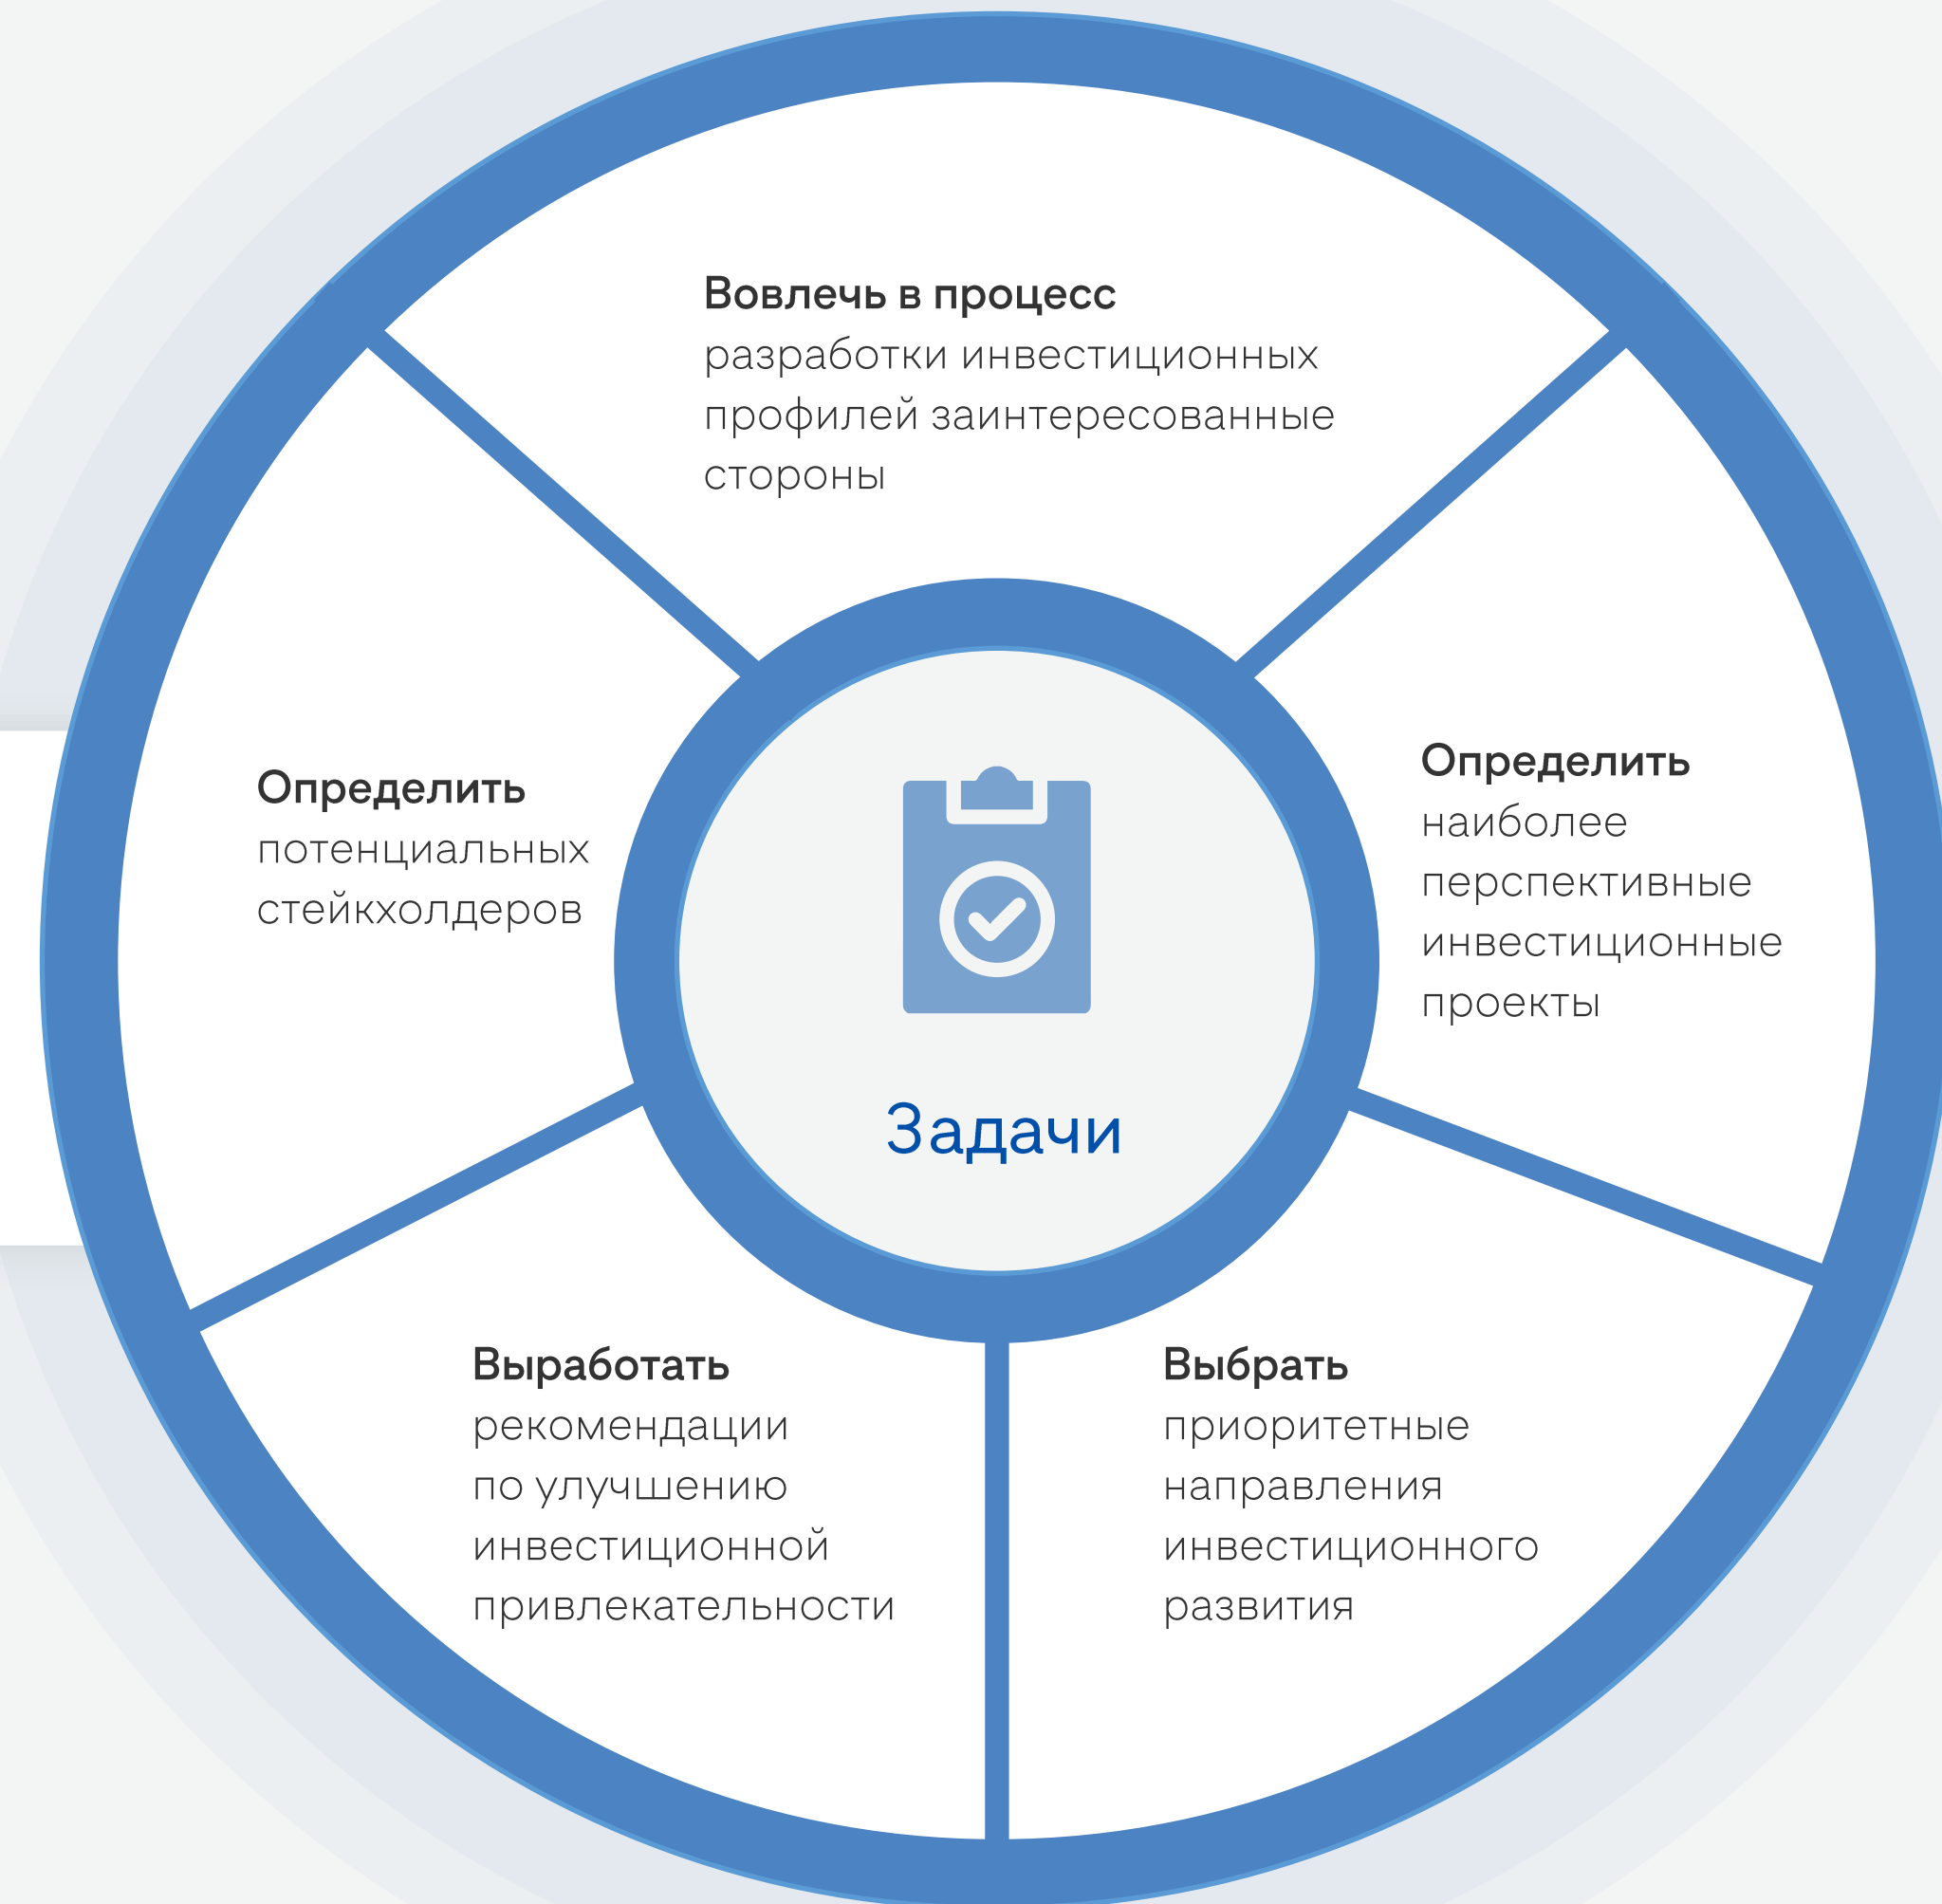 Вовлечь в процесс
разработки инвестиционных
профилей заинтересованные
стороны
Определить
потенциальных
стейкхолдеров
Определить
наиболее
перспективные
инвестиционные
проекты
Задачи
Выработать
рекомендации
по улучшению
инвестиционной
привлекательности
Выбрать
приоритетные
направления
инвестиционного
развития